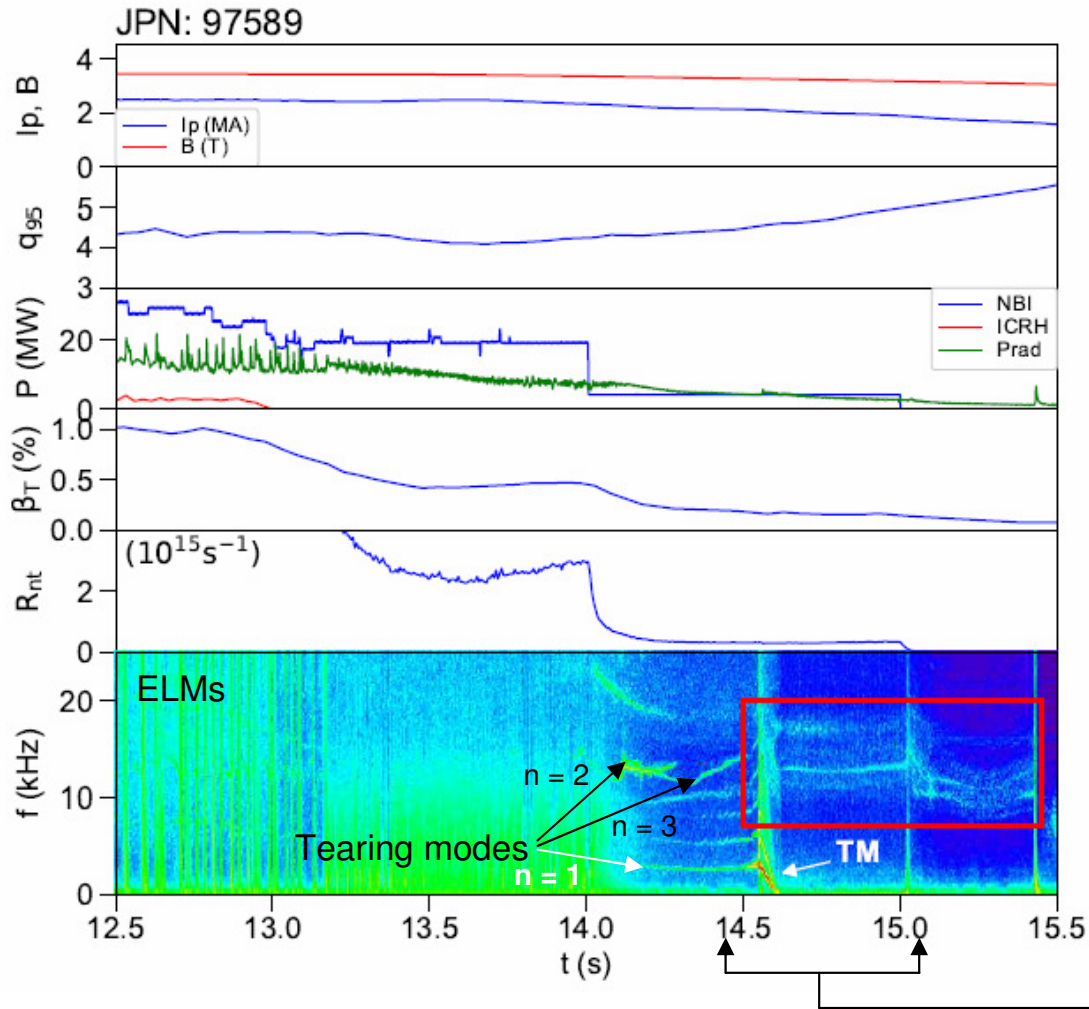 JPN: 97589
Ip, B
4
2
0
Ip (MA)
B (T)
q95
5
4
3
P (MW)
20
0
NBI
ICRH
Prad
βT (%)
1.0
0.5
0.0
Rnt
(10¹⁵s⁻¹)
2
0
f (kHz)
20
10
0
ELMs
n = 2
n = 3
Tearing modes
n = 1
TM
12.5 13.0 13.5 14.0 14.5 15.0 15.5
t (s)